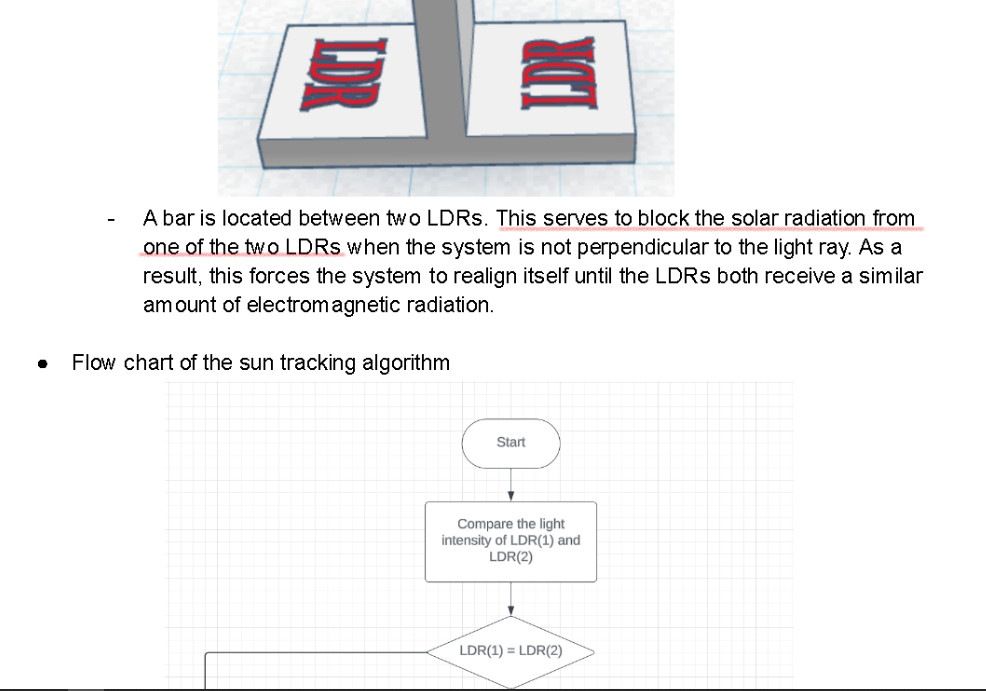 LDR LDR
- A bar is located between two LDRs. This serves to block the solar radiation from
one of the two LDRs when the system is not perpendicular to the light ray. As a
result, this forces the system to realign itself until the LDRs both receive a similar
amount of electromagnetic radiation.
● Flow chart of the sun tracking algorithm
Start
Compare the light
intensity of LDR(1) and
LDR(2)
LDR(1) = LDR(2)